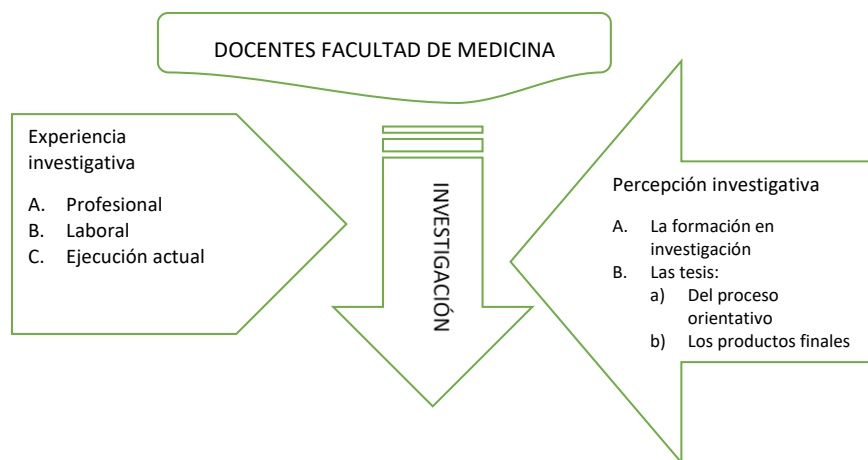 DOCENTES FACULTAD DE MEDICINA
Experiencia
investigativa
A. Profesional
B. Laboral
C. Ejecución actual
INVESTIGACIÓN
Percepción investigativa
A. La formación en
investigación
B. Las tesis:
a) Del proceso
orientativo
b) Los productos finales